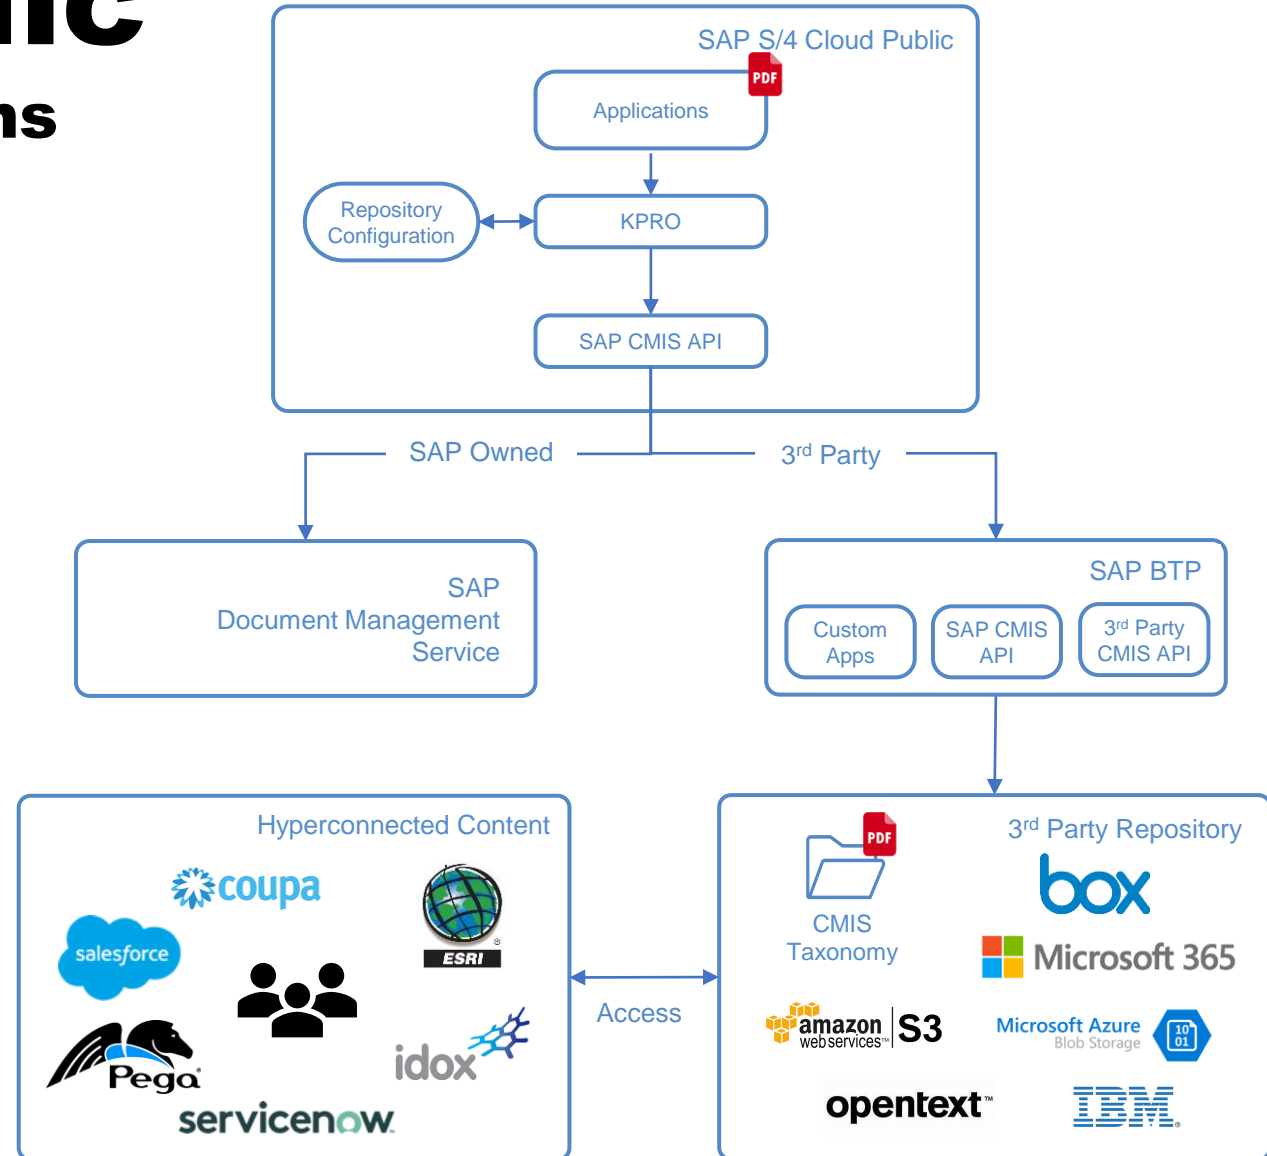 SAP S/4 Cloud Public
PDF
Applications
Repository
Configuration
KPRO
SAP CMIS API
SAP Owned
3rd Party
SAP
Document Management
Service
SAP BTP
Custom
Apps
SAP CMIS
API
3rd Party
CMIS API
Hyperconnected Content
coupa
salesforce
ESRI
®
Pega
idox
servicenow
Access
PDF
3rd Party Repository
CMIS
Taxonomy
box
Microsoft 365
amazon
webservices™
S3
Microsoft Azure
Blob Storage
10
01
opentext™
IBM®